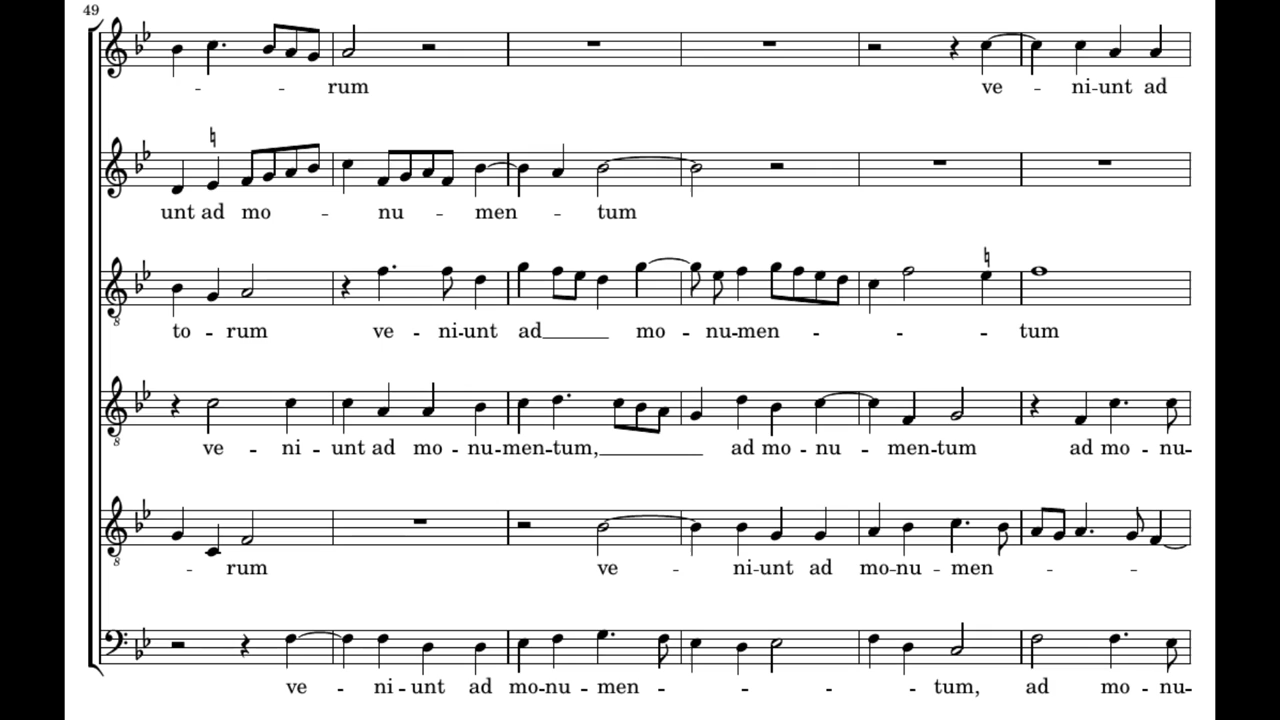 49
- - rum ve - ni-unt ad
unt ad mo - nu - men - tum
to - rum ve - ni-unt ad mo - nu-men - - - tum
8
ve - ni - unt ad mo - nu-men-tum, ad mo - nu - men-tum ad mo - nu-
8
- rum ve - ni-unt ad mo-nu - men - - -
8
ve - ni-unt ad mo-nu - men - - - - tum, ad mo - nu-